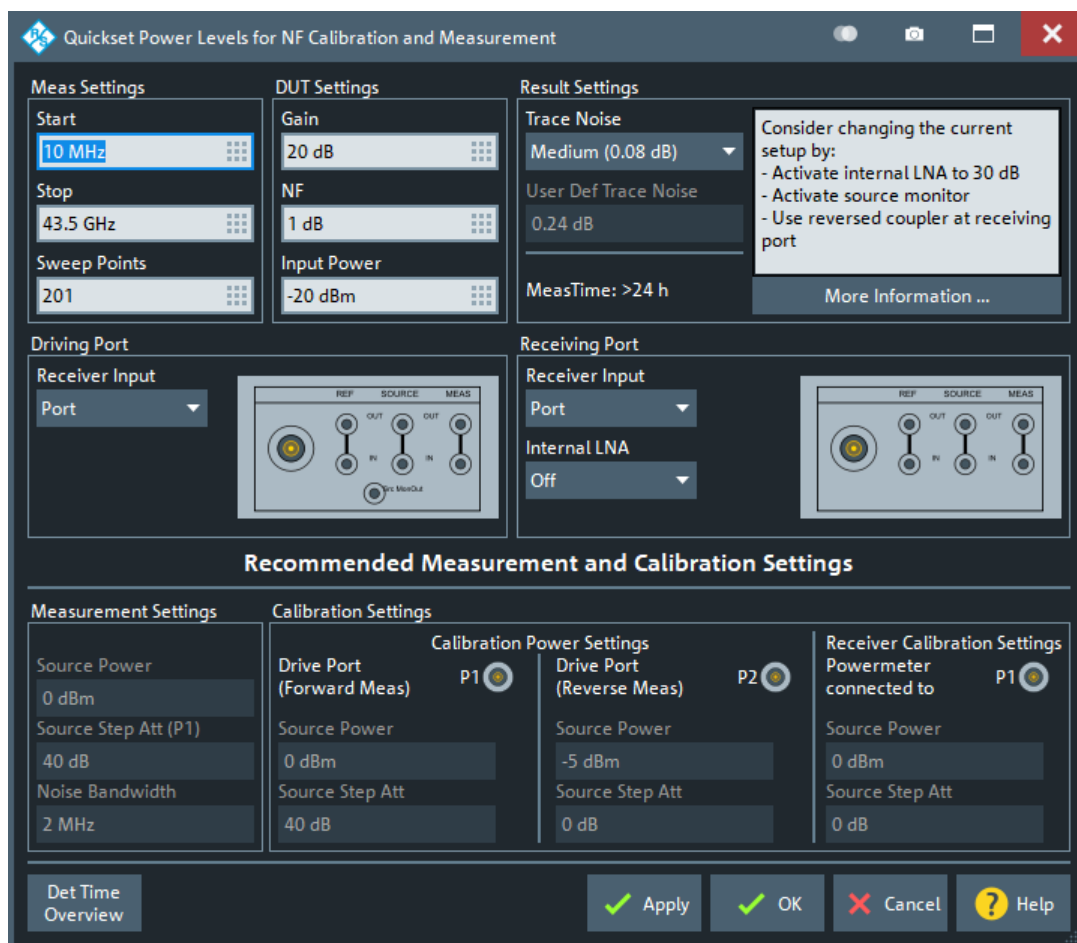 Quickset Power Levels for NF Calibration and Measurement
Meas Settings
Start
10 MHz
Stop
43.5 GHz
Sweep Points
201
DUT Settings
Gain
20 dB
NF
1 dB
Input Power
-20 dBm
Result Settings
Trace Noise
Medium (0.08 dB)
User Def Trace Noise
0.24 dB
MeasTime: >24 h
Consider changing the current
setup by:
- Activate internal LNA to 30 dB
- Activate source monitor
- Use reversed coupler at receiving
port
More Information ...
Driving Port
Receiver Input
Port
REF SOURCE MEAS
OUT OUT
IN IN
Src MonOut
Receiving Port
Receiver Input
Port
Internal LNA
Off
REF SOURCE MEAS
OUT OUT
IN IN
Recommended Measurement and Calibration Settings
Measurement Settings
Source Power
0 dBm
Source Step Att (P1)
40 dB
Noise Bandwidth
2 MHz
Calibration Settings
Calibration Power Settings
Drive Port
(Forward Meas)
P1
Source Power
0 dBm
Source Step Att
40 dB
Drive Port
(Reverse Meas)
P2
Source Power
-5 dBm
Source Step Att
0 dB
Receiver Calibration Settings
Powermeter
connected to
P1
Source Power
0 dBm
Source Step Att
0 dB
Det Time
Overview
Apply
OK
Cancel
? Help